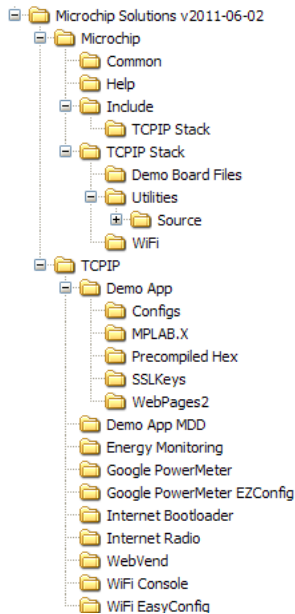 Microchip Solutions v2011-06-02
Microchip
Common
Help
Include
TCPIP Stack
TCPIP Stack
Demo Board Files
Utilities
Source
WiFi
TCPIP
Demo App
Configs
MPLAB.X
Precompiled Hex
SSLKeys
WebPages2
Demo App MDD
Energy Monitoring
Google PowerMeter
Google PowerMeter EZConfig
Internet Bootloader
Internet Radio
WebVend
WiFi Console
WiFi EasyConfig